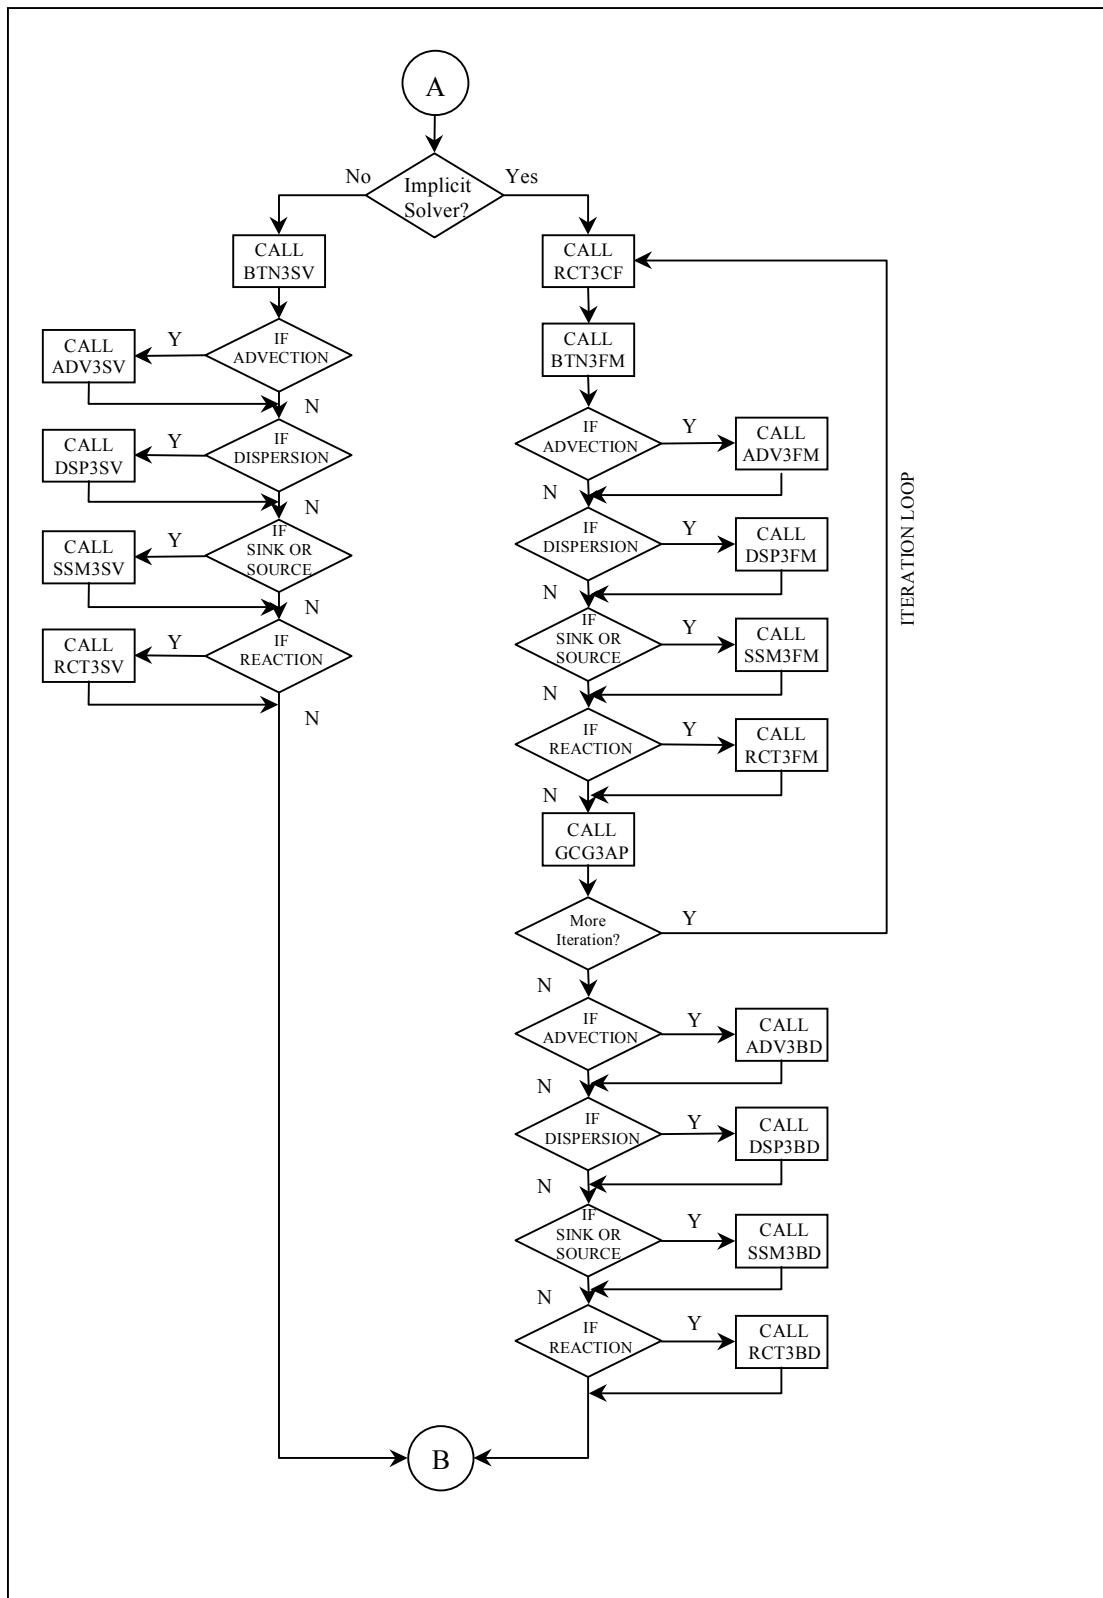 A
No
Yes
Implicit
Solver?
CALL
BTN3SV
IF
ADVECTION
Y
CALL
ADV3SV
N
IF
DISPERSION
Y
CALL
DSP3SV
N
IF
SINK OR
SOURCE
Y
CALL
SSM3SV
N
IF
REACTION
Y
CALL
RCT3SV
N
CALL
RCT3CF
CALL
BTN3FM
IF
ADVECTION
Y
CALL
ADV3FM
N
IF
DISPERSION
Y
CALL
DSP3FM
N
IF
SINK OR
SOURCE
Y
CALL
SSM3FM
N
IF
REACTION
Y
CALL
RCT3FM
N
CALL
GCG3AP
More
Iteration?
Y
ITERATION LOOP
N
IF
ADVECTION
Y
CALL
ADV3BD
N
IF
DISPERSION
Y
CALL
DSP3BD
N
IF
SINK OR
SOURCE
Y
CALL
SSM3BD
N
IF
REACTION
Y
CALL
RCT3BD
B